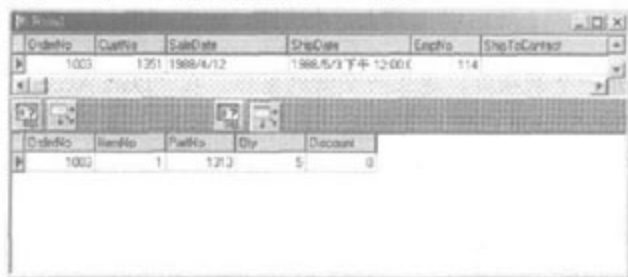 OrderNo CustNo SaleDate ShipDate EmpNo ShipToContact
1003 1351 1988/4/12 1988/5/3 下午 12:00:0 114
OrderNo ItemNo PartNo Qty Discount
1003 1 1313 5 0